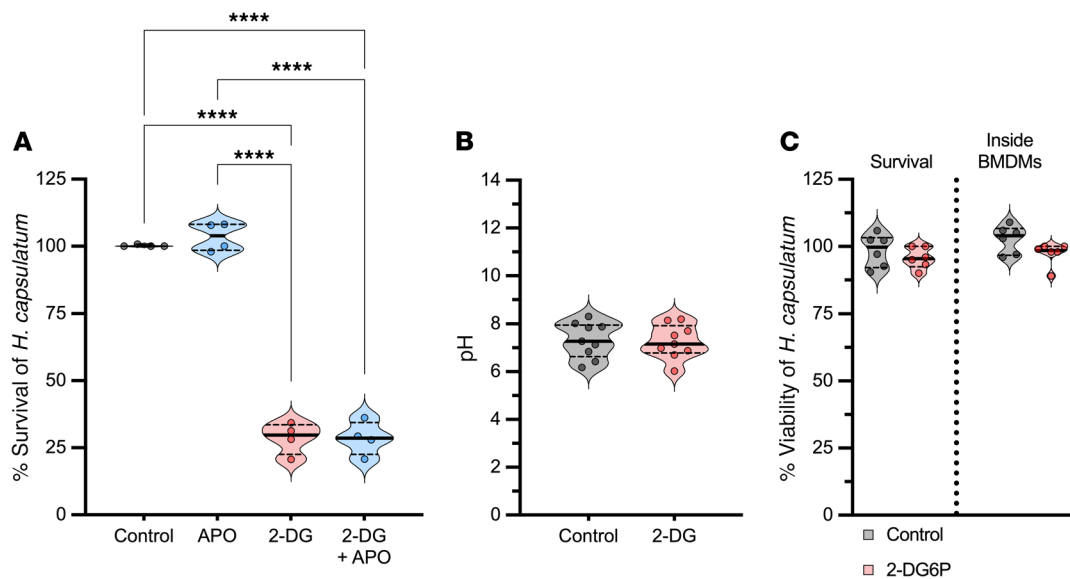 A
****
****
****
****
% Survival of H. capsulatum
125
100
75
50
25
0
Control
APO
2-DG
2-DG
+ APO
B
pH
14
12
10
8
6
4
2
0
Control
2-DG
C
Survival
Inside
BMDMs
% Viability of H. capsulatum
125
100
75
50
25
0
Control
2-DG6P